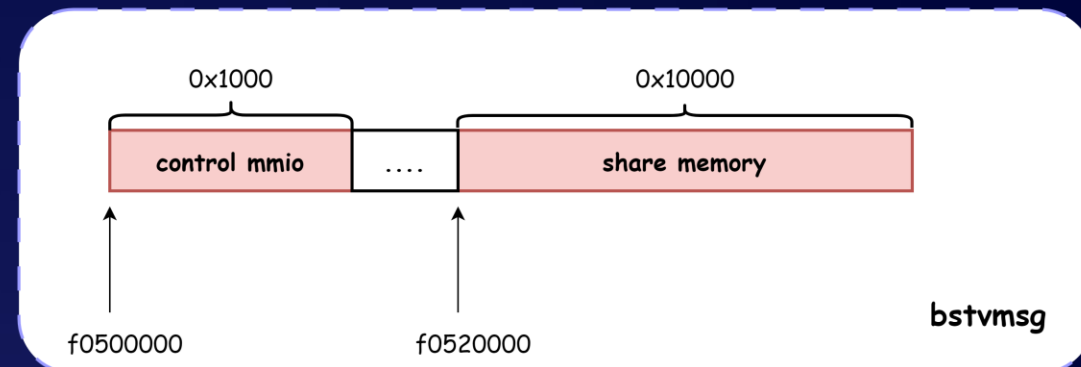 0x1000 0x10000
control mmio .... share memory
f0500000 f0520000
bstvmsg